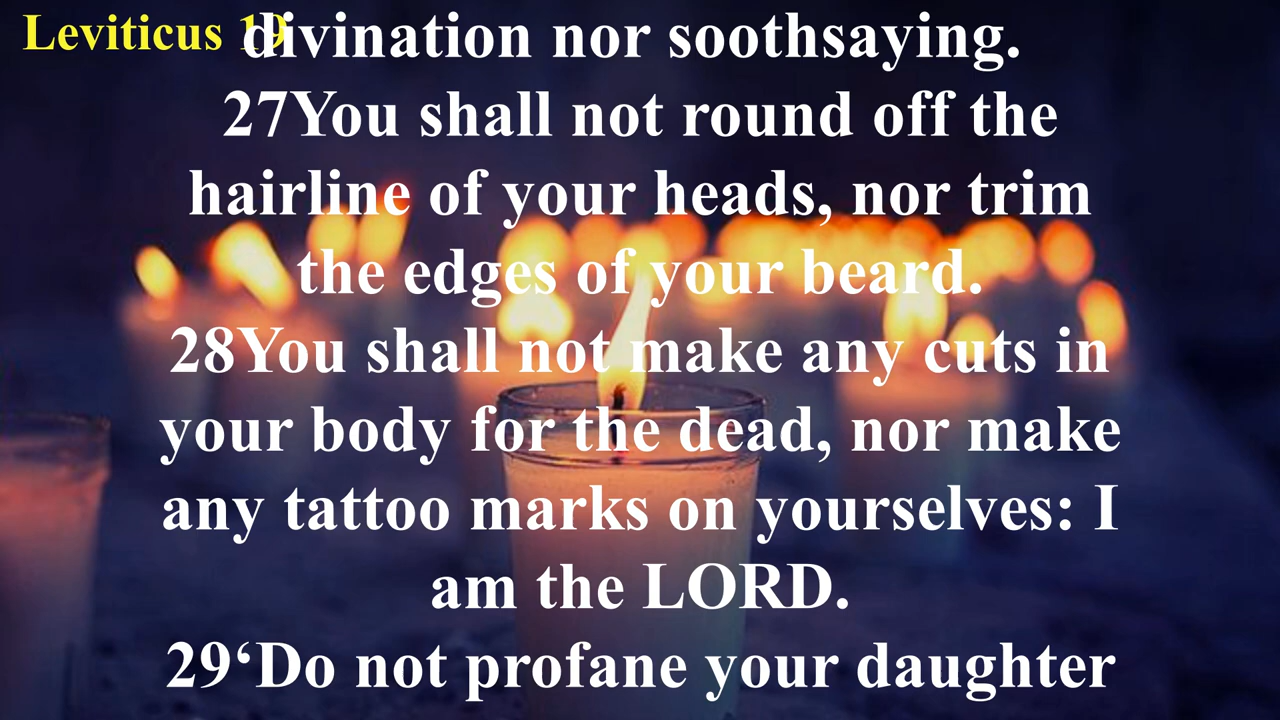 Leviticus 19
divination nor soothsaying.
27You shall not round off the
hairline of your heads, nor trim
the edges of your beard.
28You shall not make any cuts in
your body for the dead, nor make
any tattoo marks on yourselves: I
am the LORD.
29‘Do not profane your daughter